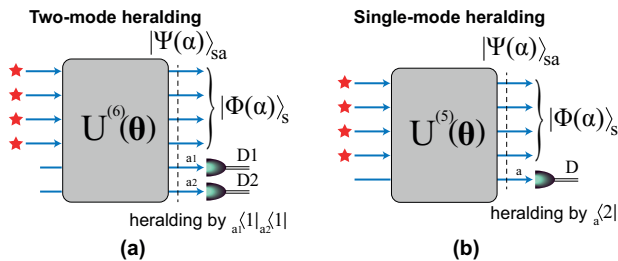 Two-mode heralding
|Ψ(α)⟩sa
U(6)(θ)
|Φ(α)⟩s
a1
D1
a2
D2
heralding by a1⟨1|a2⟨1|
(a)
Single-mode heralding
|Ψ(α)⟩sa
U(5)(θ)
|Φ(α)⟩s
a
D
heralding by a⟨2|
(b)